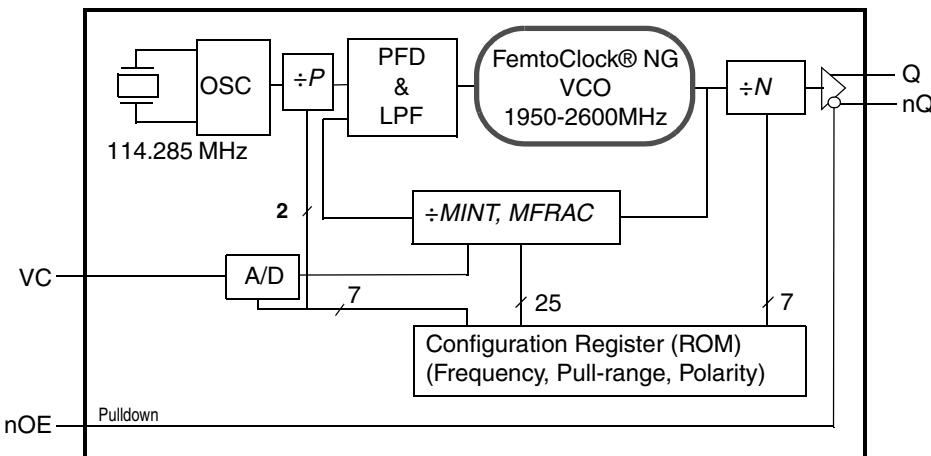 OSC
÷P
PFD
&
LPF
FemtoClock® NG
VCO
1950-2600MHz
÷N
Q
nQ
114.285 MHz
2
÷MINT, MFRAC
VC
A/D
7
25
7
Configuration Register (ROM)
(Frequency, Pull-range, Polarity)
Pulldown
nOE